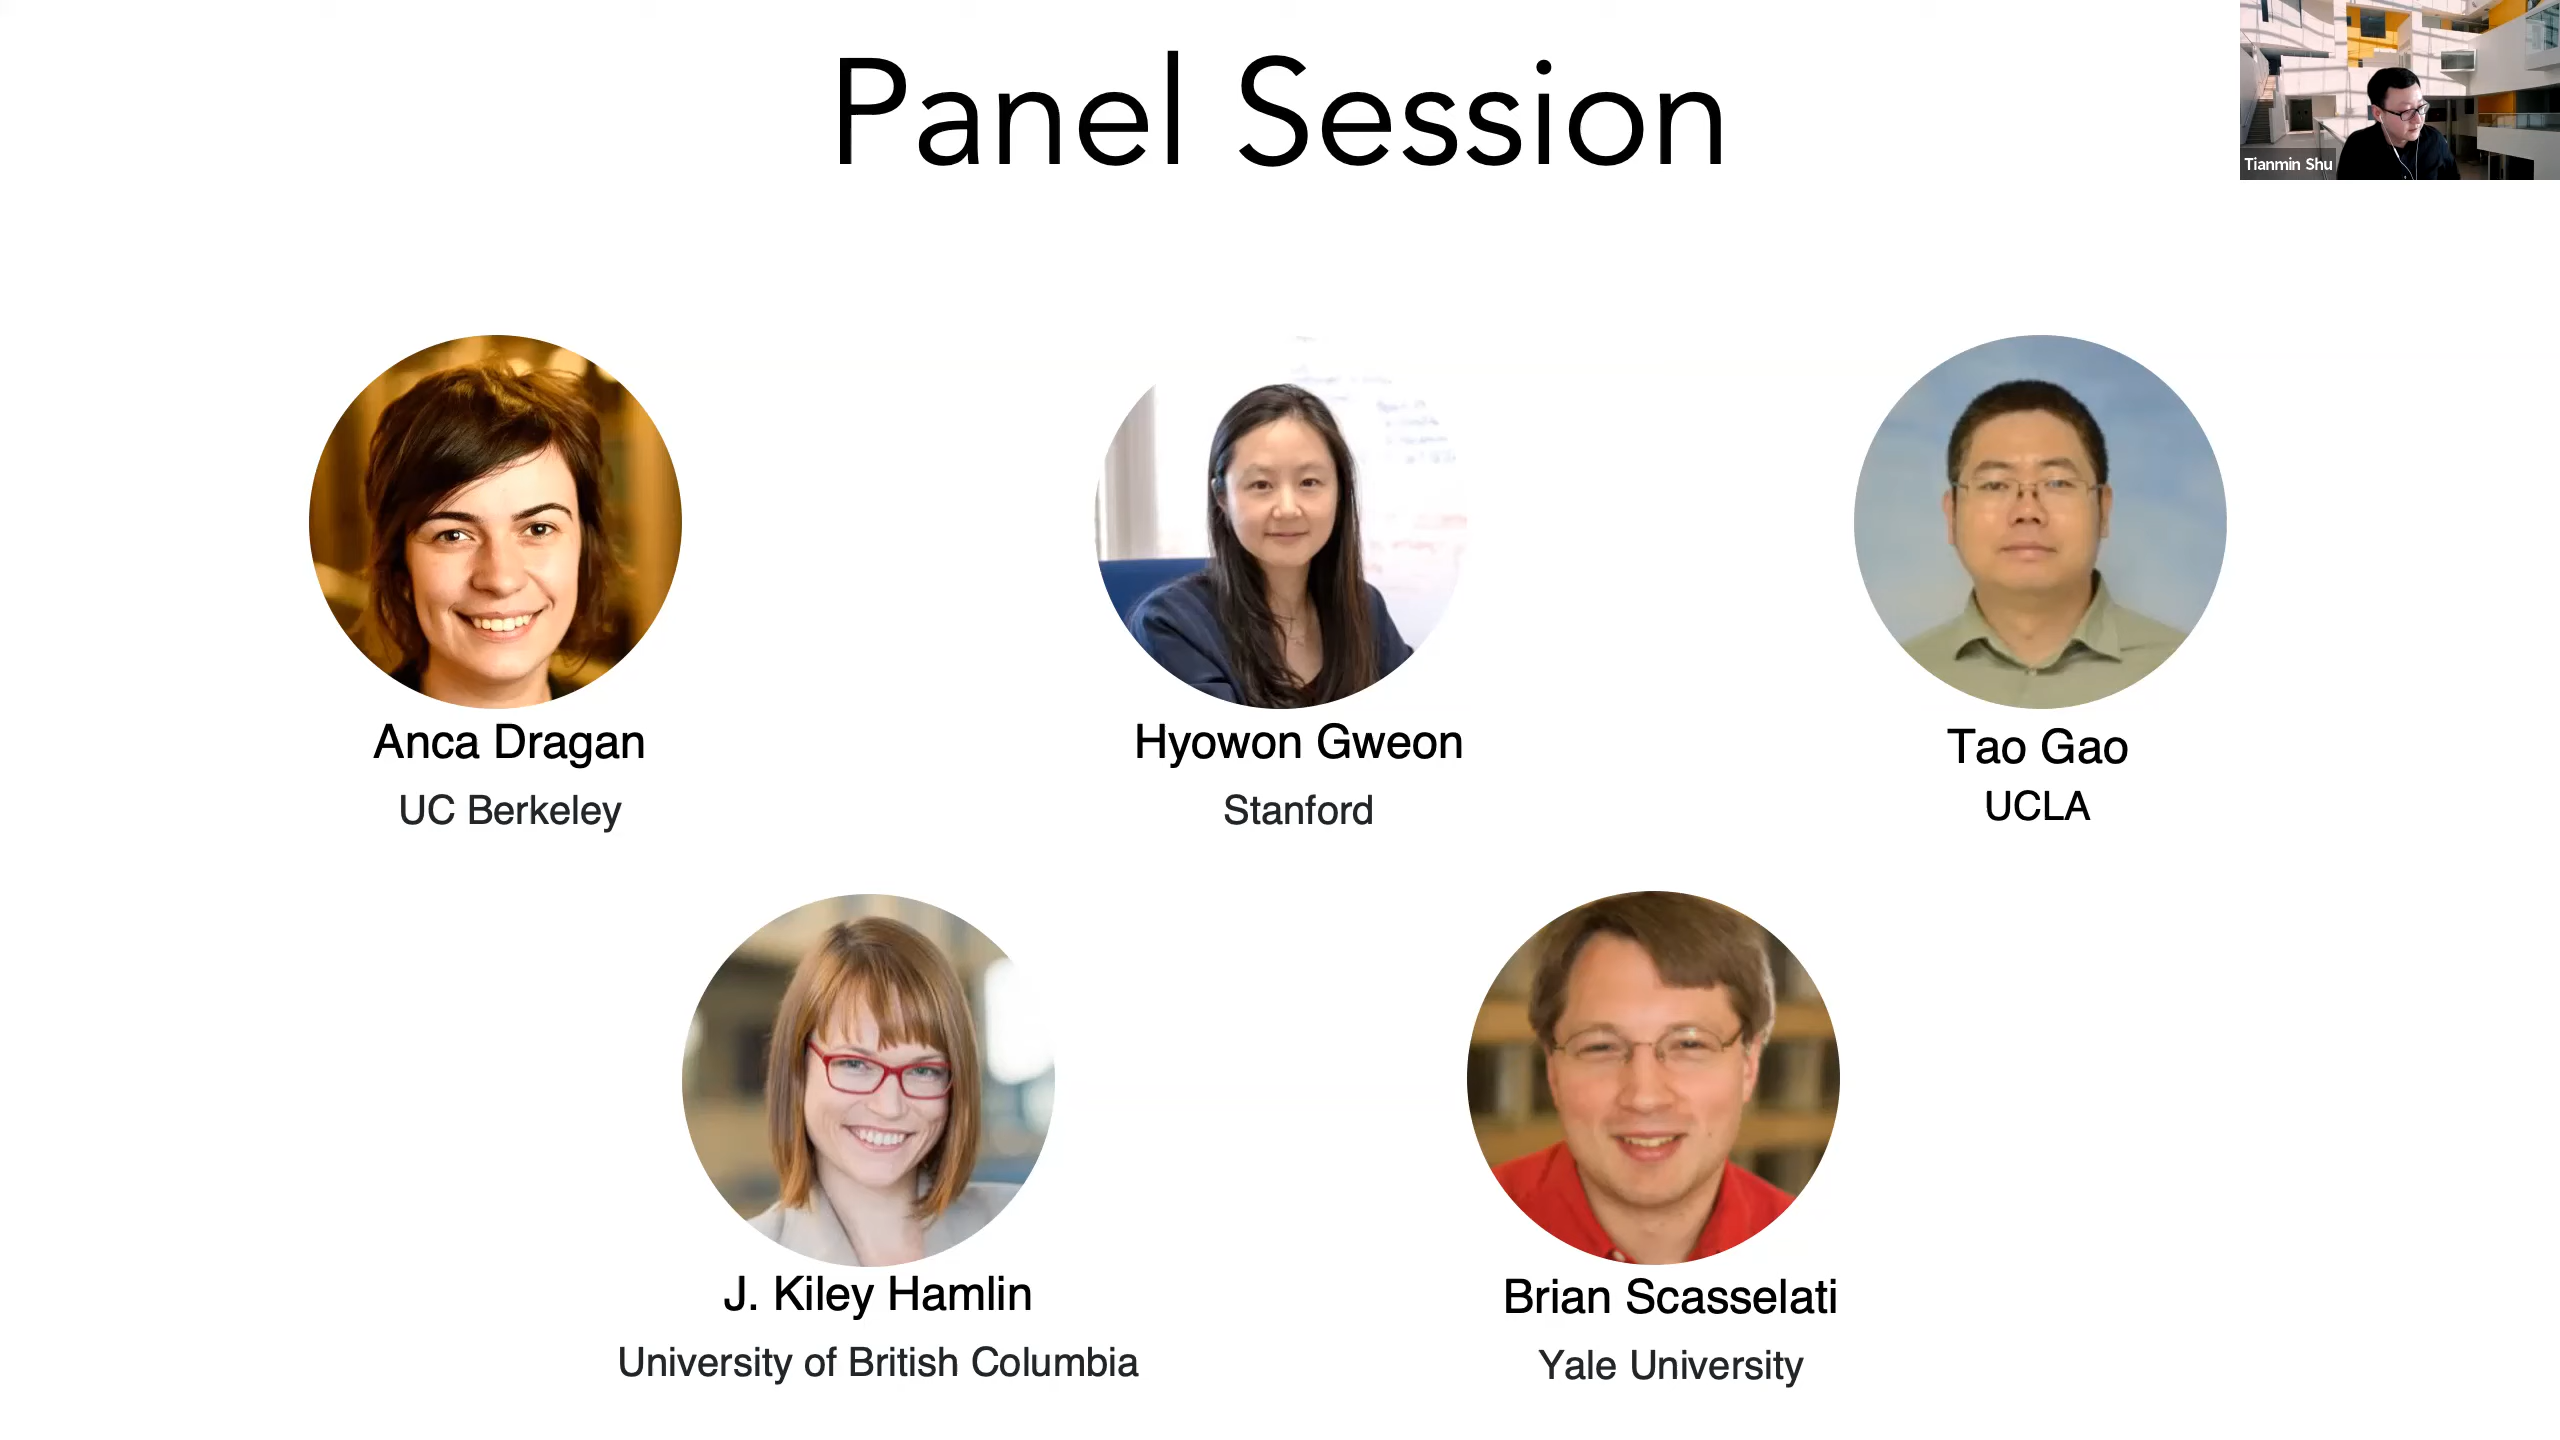 Panel Session
Tianmin Shu
Anca Dragan
UC Berkeley
Hyowon Gweon
Stanford
Tao Gao
UCLA
J. Kiley Hamlin
University of British Columbia
Brian Scasselati
Yale University